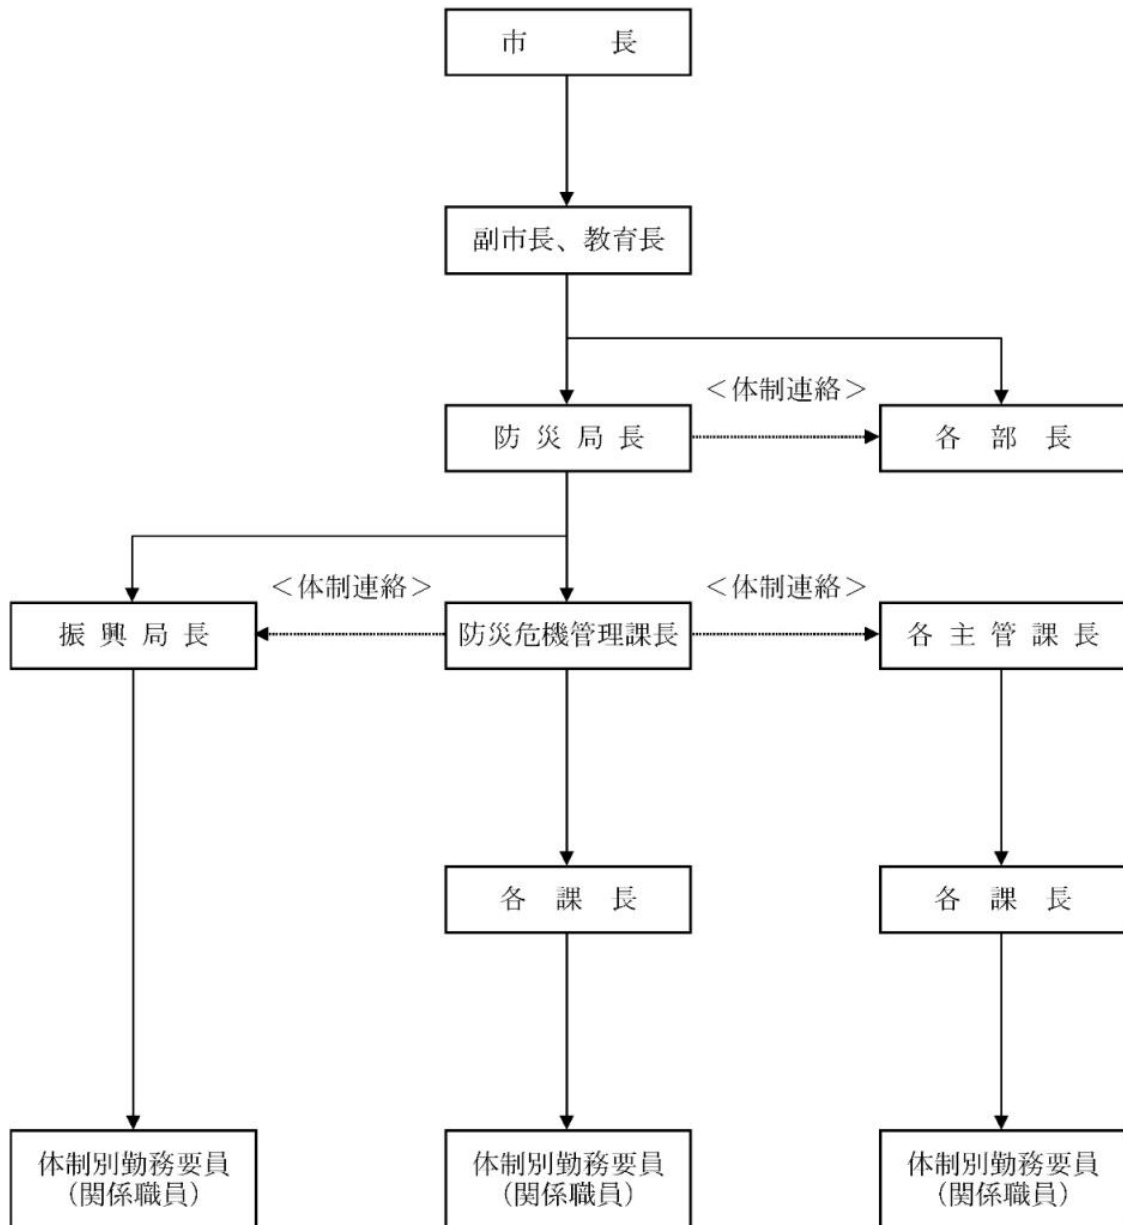 市長
副市長、教育長
＜体制連絡＞
防災局長
各部長
＜体制連絡＞
＜体制連絡＞
振興局長
防災危機管理課長
各主管課長
各課長
各課長
体制別勤務要員
（関係職員）
体制別勤務要員
（関係職員）
体制別勤務要員
（関係職員）